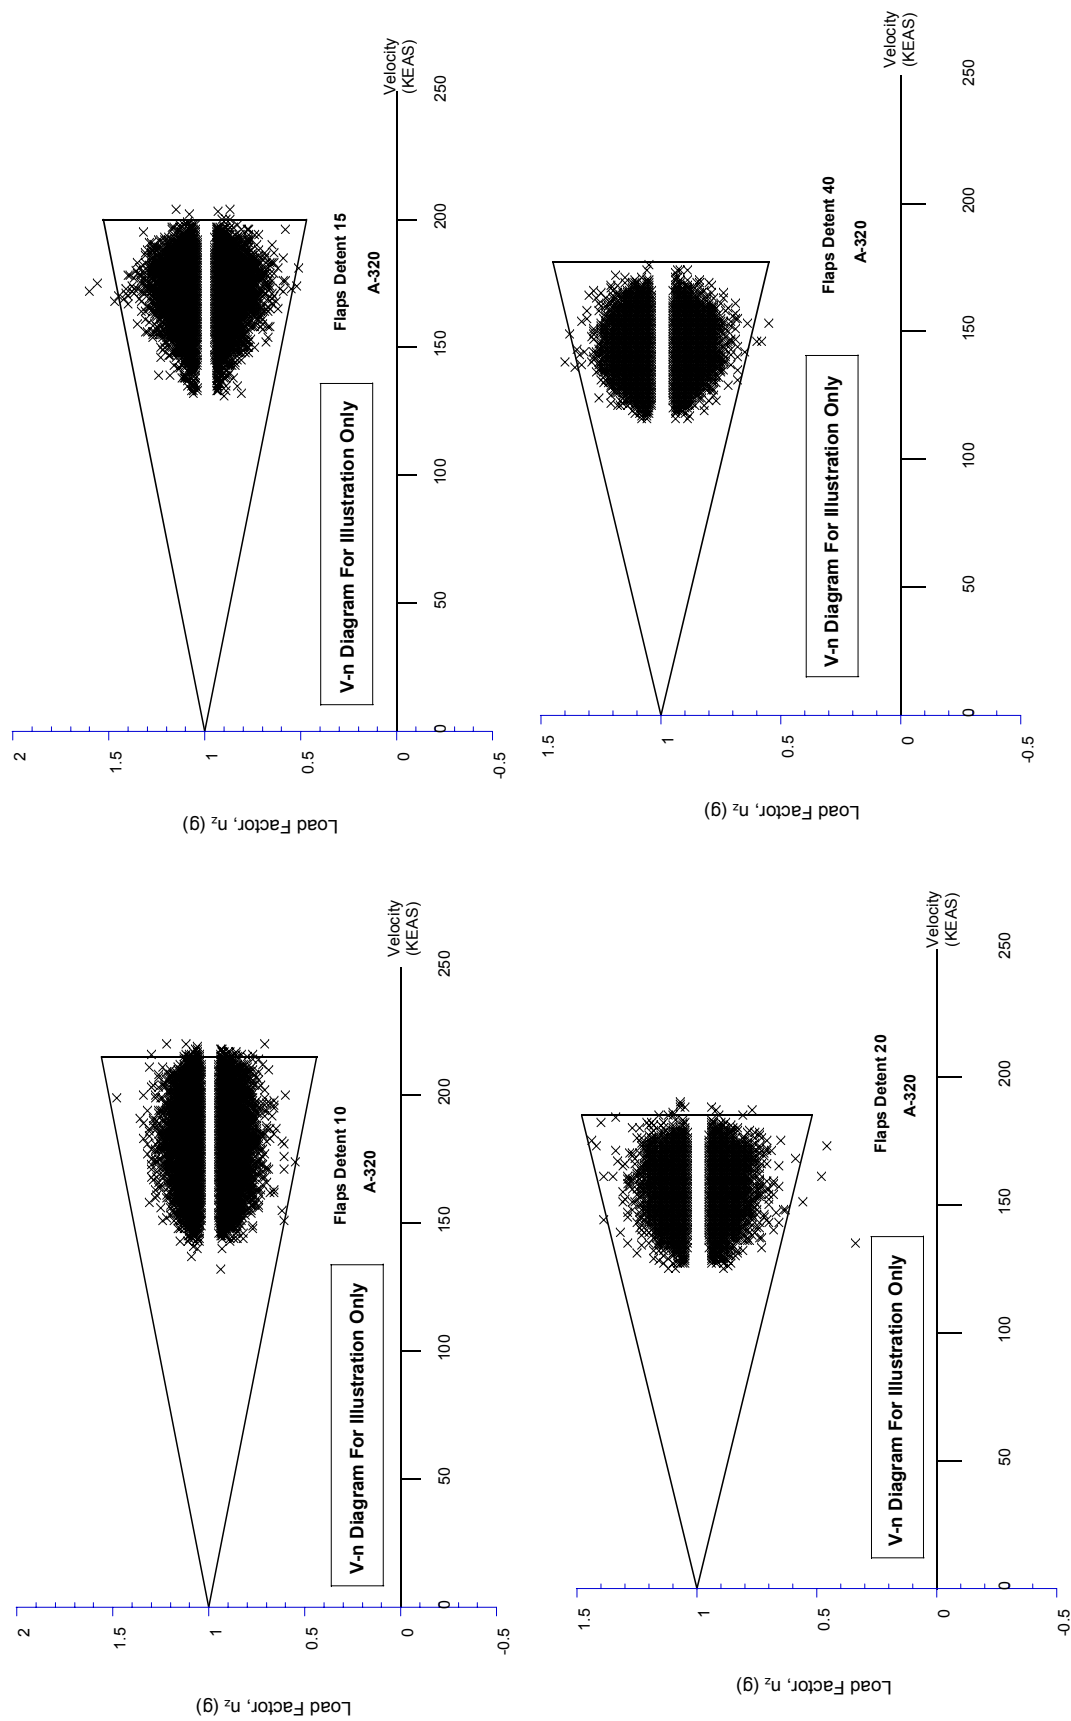 2
1.5
1
0.5
0
-0.5
Load Factor, nz (g)
0
50
100
150
200
250
Velocity
(KEAS)
Flaps Detent 10
A-320
V-n Diagram For Illustration Only
2
1.5
1
0.5
0
-0.5
Load Factor, nz (g)
0
50
100
150
200
250
Velocity
(KEAS)
Flaps Detent 15
A-320
V-n Diagram For Illustration Only
1.5
1
0.5
0
-0.5
Load Factor, nz (g)
0
50
100
150
200
250
Velocity
(KEAS)
Flaps Detent 20
A-320
V-n Diagram For Illustration Only
1.5
1
0.5
0
-0.5
Load Factor, nz (g)
0
50
100
150
200
250
Velocity
(KEAS)
Flaps Detent 40
A-320
V-n Diagram For Illustration Only